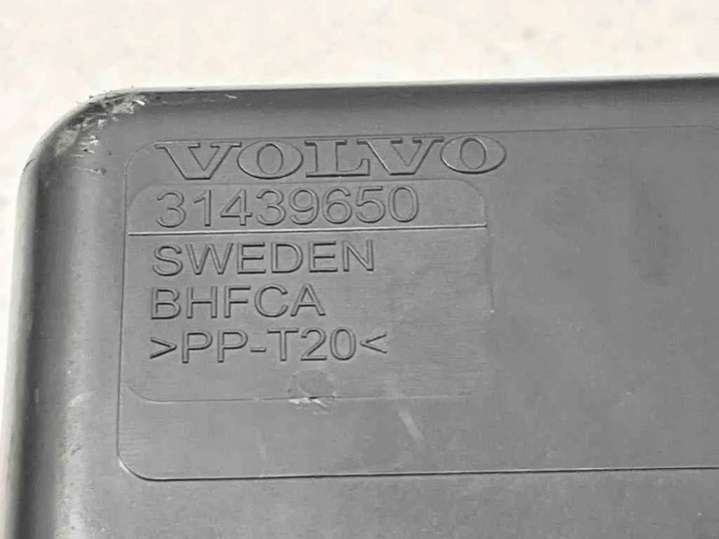 VOLVO
31439650
SWEDEN
BHFCA
>PP-T20<